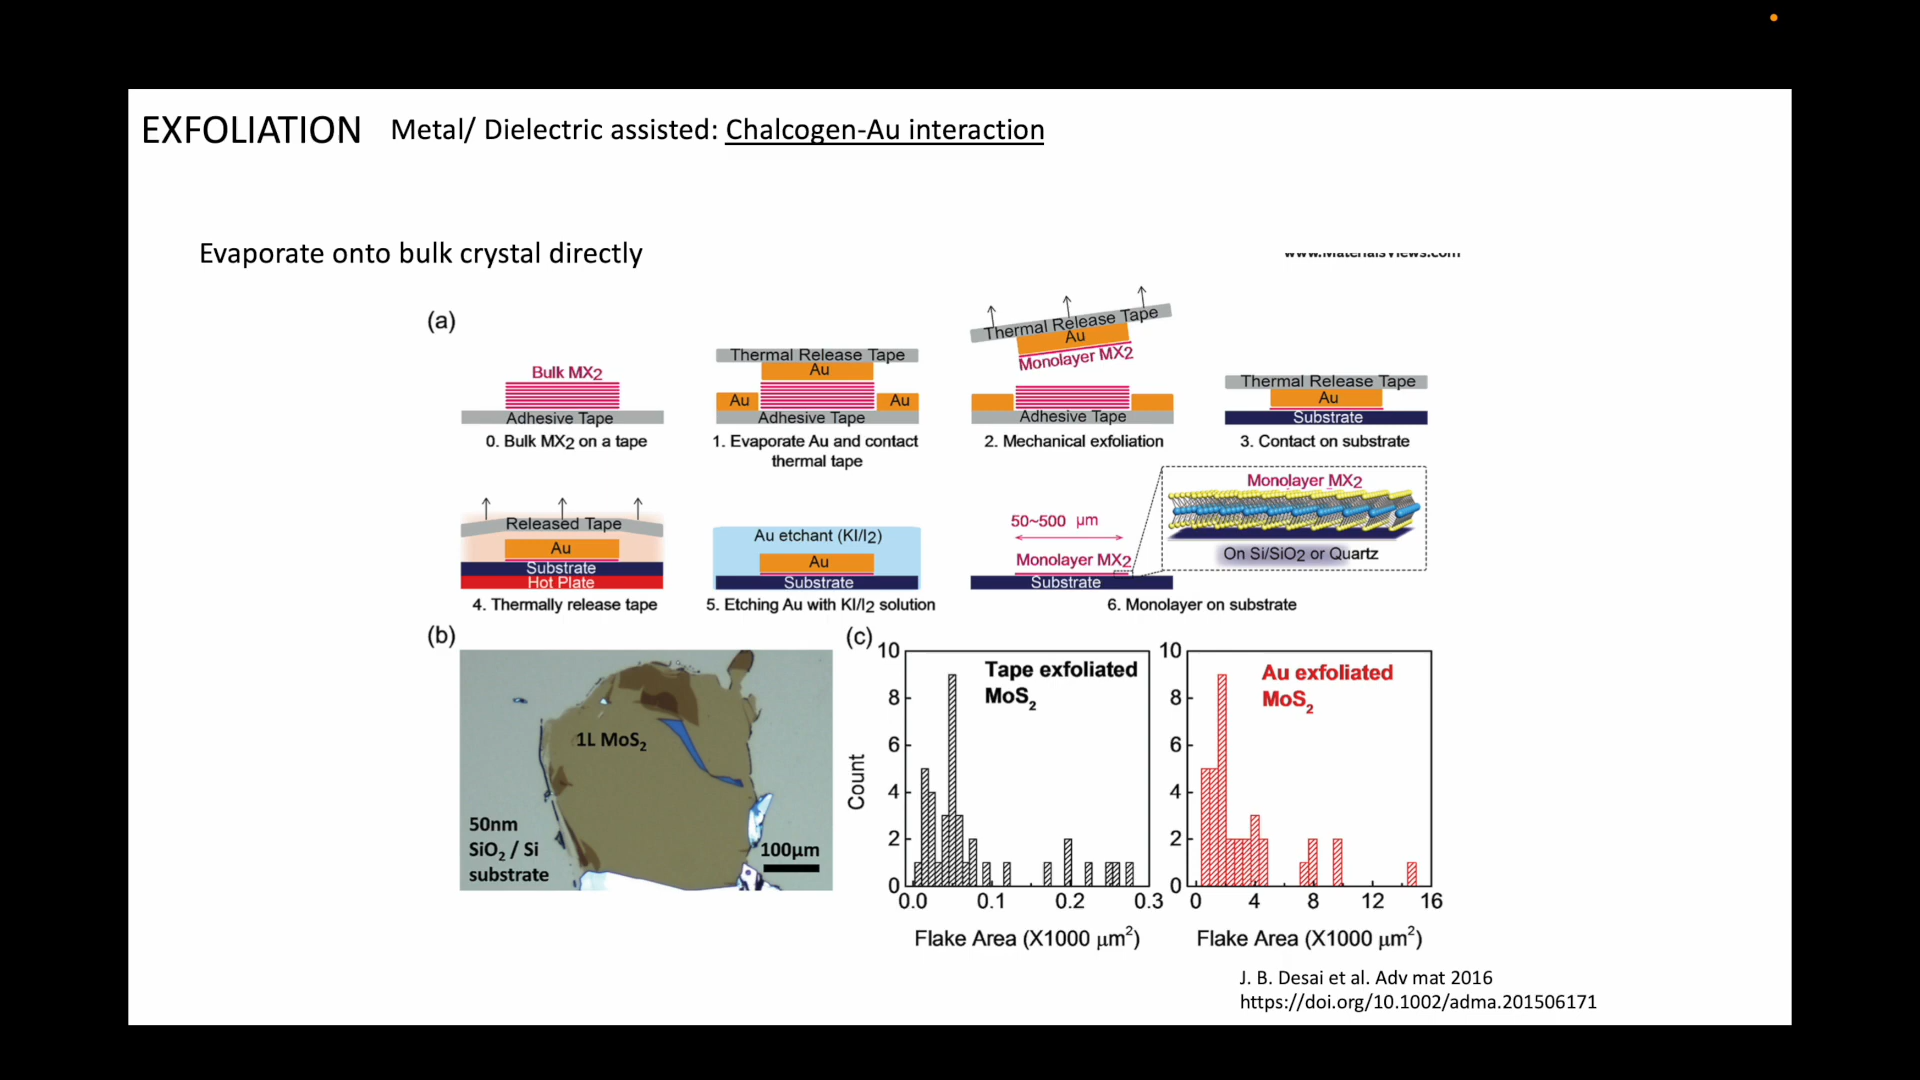 EXFOLIATION Metal/ Dielectric assisted: Chalcogen-Au interaction
Evaporate onto bulk crystal directly
www.MaterialsViews.com
(a)
Bulk MX2
Adhesive Tape
0. Bulk MX2 on a tape
Thermal Release Tape
Au
Au
Au
Adhesive Tape
1. Evaporate Au and contact
thermal tape
Thermal Release Tape
Au
Monolayer MX2
Adhesive Tape
2. Mechanical exfoliation
Thermal Release Tape
Au
Substrate
3. Contact on substrate
Released Tape
Au
Substrate
Hot Plate
4. Thermally release tape
Au etchant (KI/I2)
Au
Substrate
5. Etching Au with KI/I2 solution
50~500 µm
Monolayer MX2
Substrate
Monolayer MX2
On Si/SiO2 or Quartz
6. Monolayer on substrate
(b)
1L MoS2
50nm
SiO2 / Si
substrate
100µm
(c)
Count
10
8
6
4
2
0
Tape exfoliated
MoS2
0.0 0.1 0.2 0.3
Flake Area (X1000 µm2)
10
8
6
4
2
0
Au exfoliated
MoS2
0 4 8 12 16
Flake Area (X1000 µm2)
J. B. Desai et al. Adv mat 2016
https://doi.org/10.1002/adma.201506171